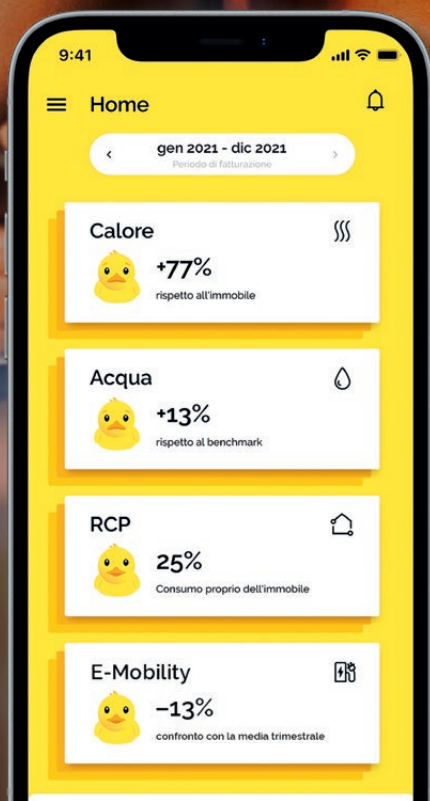 9:41
Home
gen 2021 - dic 2021
Periodo di fatturazione
Calore
+77%
rispetto all'immobile
Acqua
+13%
rispetto al benchmark
RCP
25%
Consumo proprio dell'immobile
E-Mobility
–13%
confronto con la media trimestrale